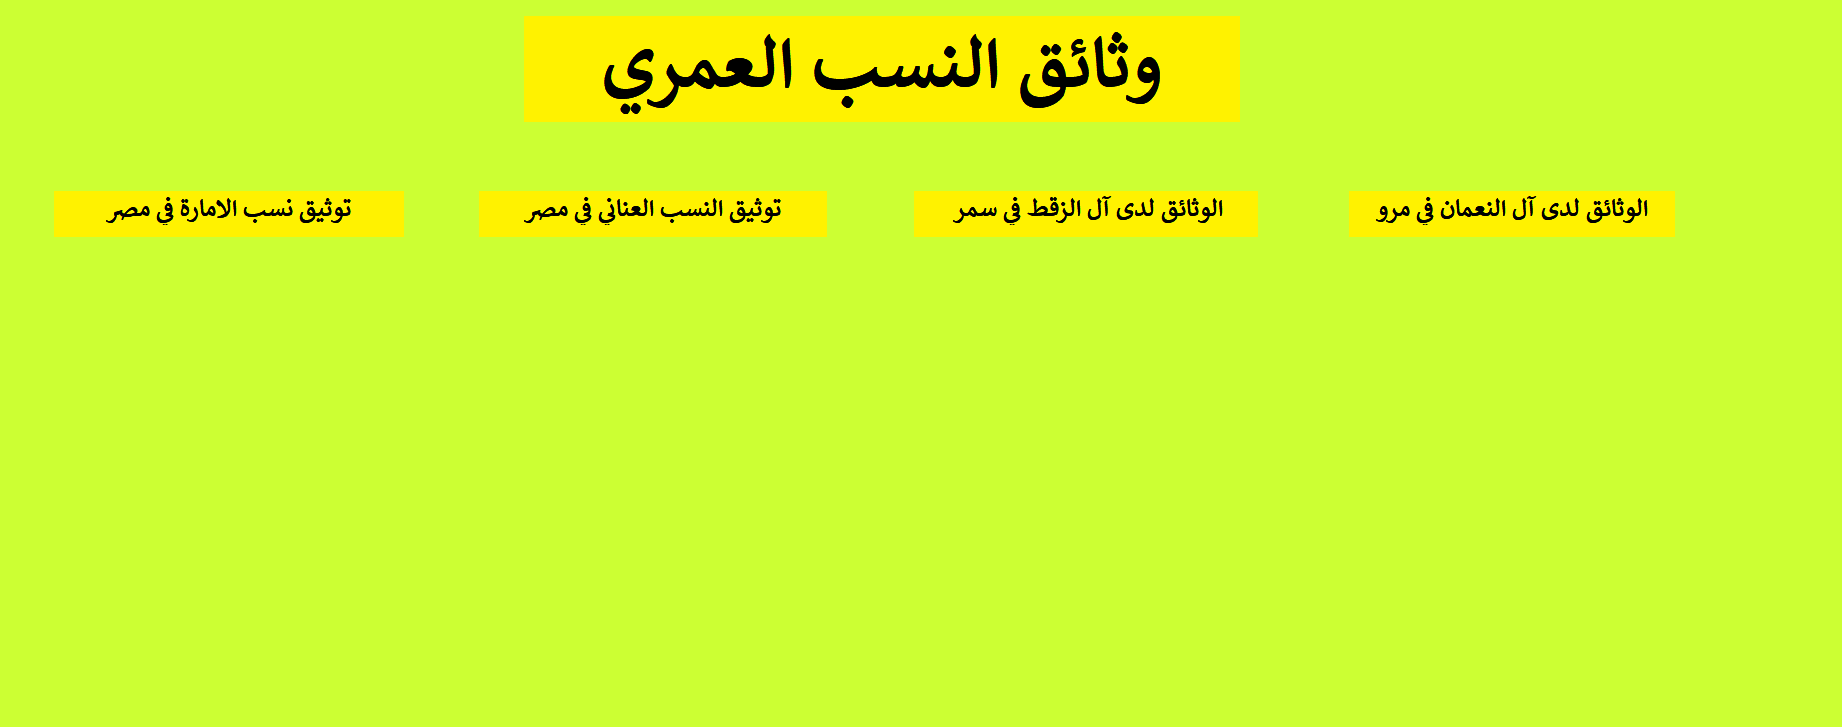 وثائق النسب العمري
الوثائق لدى آل النعمان في مرو
الوثائق لدى آل الزقط في سمر
توثيق النسب العناني في مصر
توثيق نسب الامارة في مصر